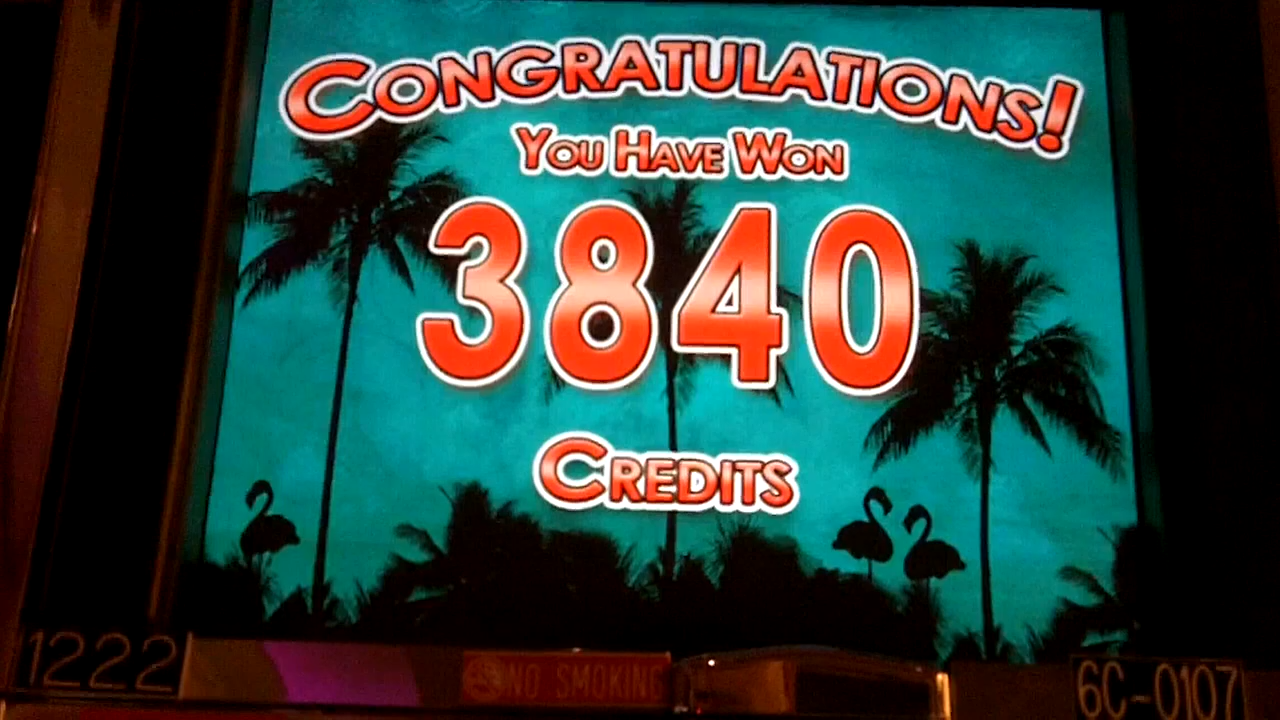 CONGRATULATIONS!
YOU HAVE WON
3840
CREDITS
1222
NO SMOKING
6C-0107